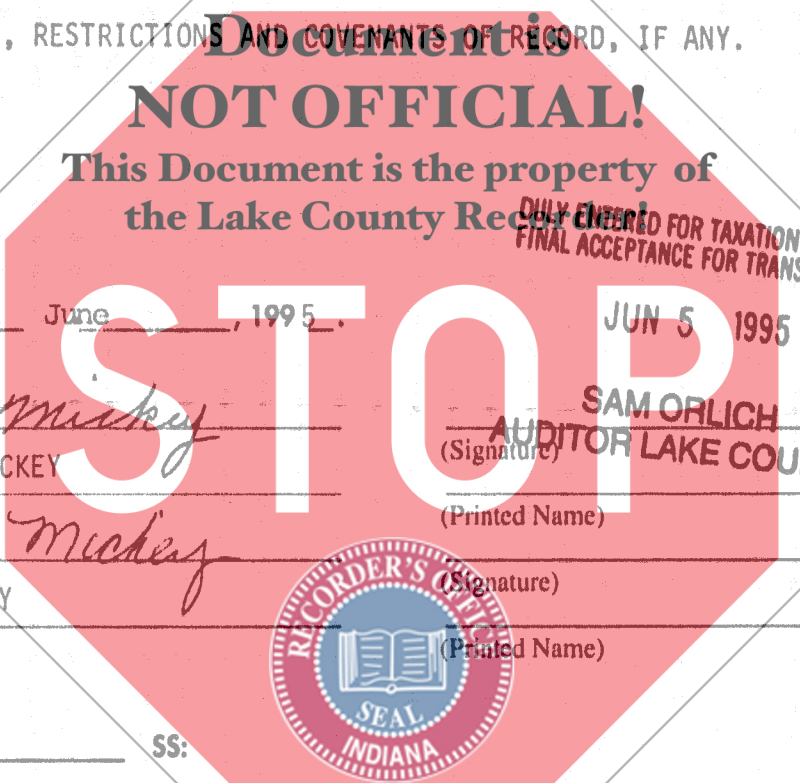 , RESTRICTIONS AND COVENANTS OF RECORD, IF ANY.
Document is
NOT OFFICIAL!
This Document is the property of
the Lake County Recorder!
DULY ENTERED FOR TAXATION
FINAL ACCEPTANCE FOR TRANS
June , 1995 .
JUN 5 1995
STOP
Mickey
SAM ORLICH
AUDITOR LAKE COU
(Signature)
CKEY
(Printed Name)
Mickey
(Signature)
Y
(Printed Name)
RECORDER'S OFFICE
SEAL
INDIANA
SS: